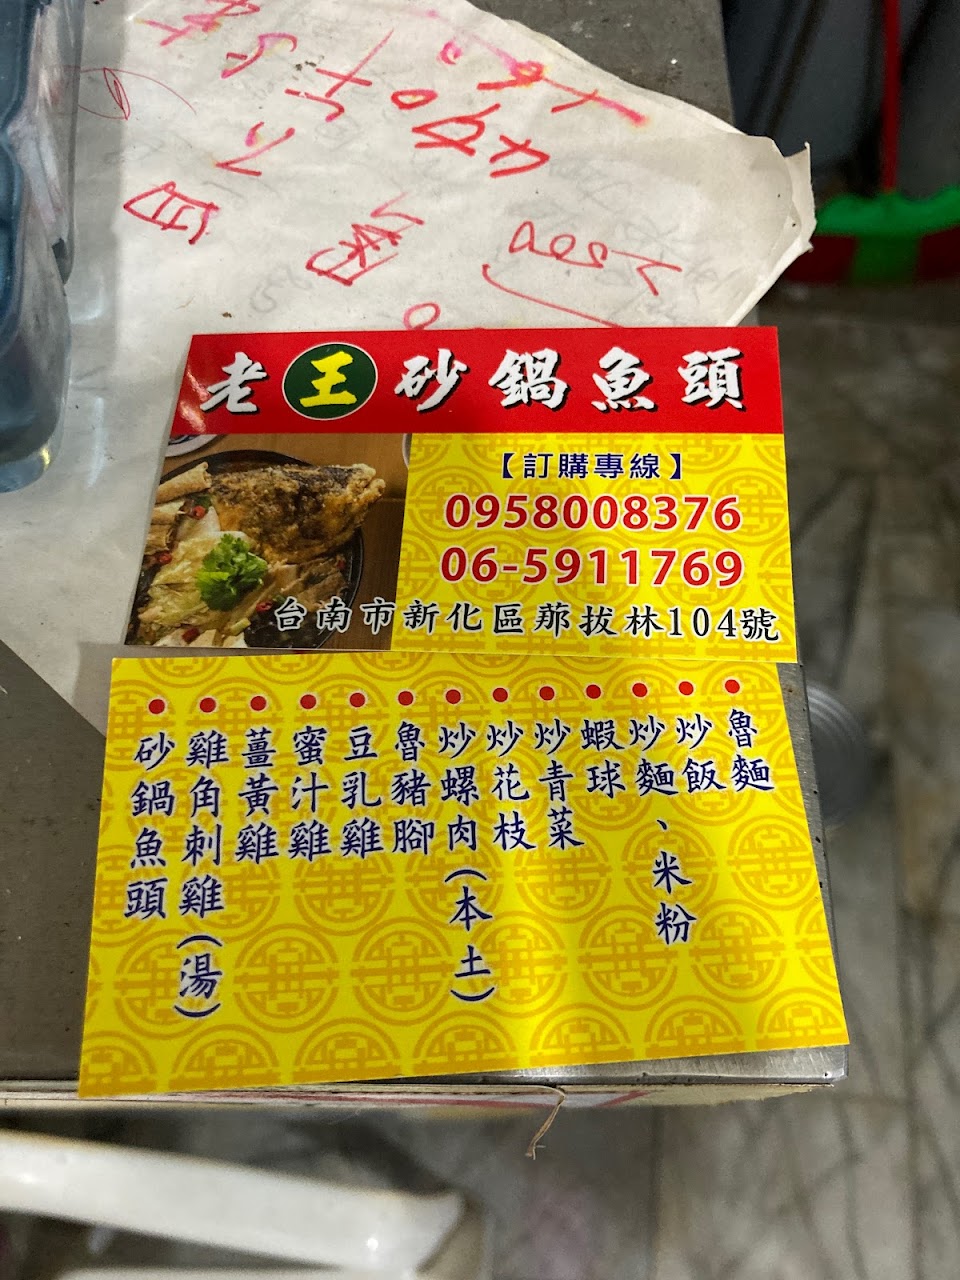 老王砂鍋魚頭
【訂購專線】
0958008376
06-5911769
台南市新化區那拔林104號
砂鍋魚頭
雞角刺雞(湯)
薑黃雞
蜜汁雞
豆乳雞
魯豬腳
炒螺肉(本土)
炒花枝
炒青菜
蝦球
炒麵、米粉
炒飯
魯麵